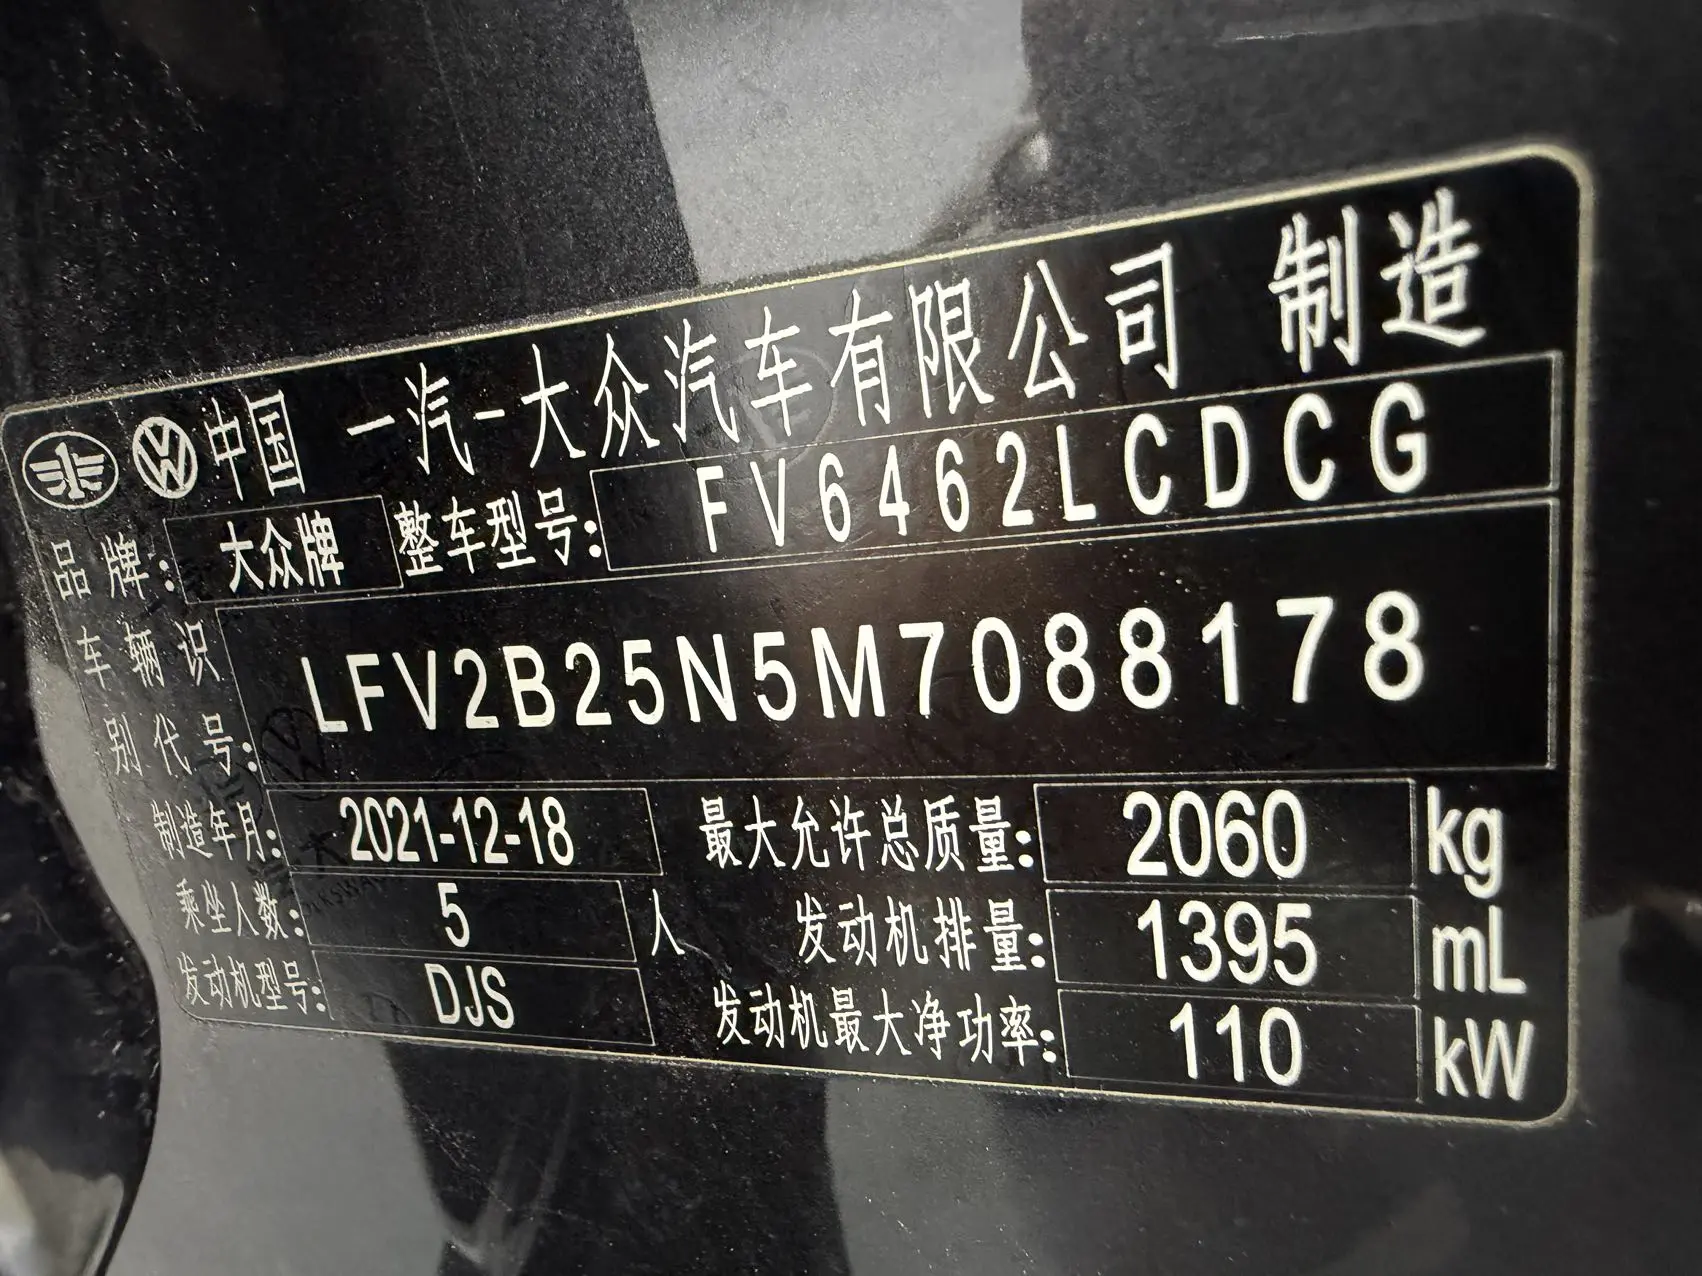 中国 一汽-大众汽车有限公司 制造
品牌: 大众牌 整车型号: FV6462LCDCG
车辆识别代号: LFV2B25N5M7088178
制造年月: 2021-12-18 最大允许总质量: 2060 kg
乘坐人数: 5 人 发动机排量: 1395 mL
发动机型号: DJS 发动机最大净功率: 110 kW